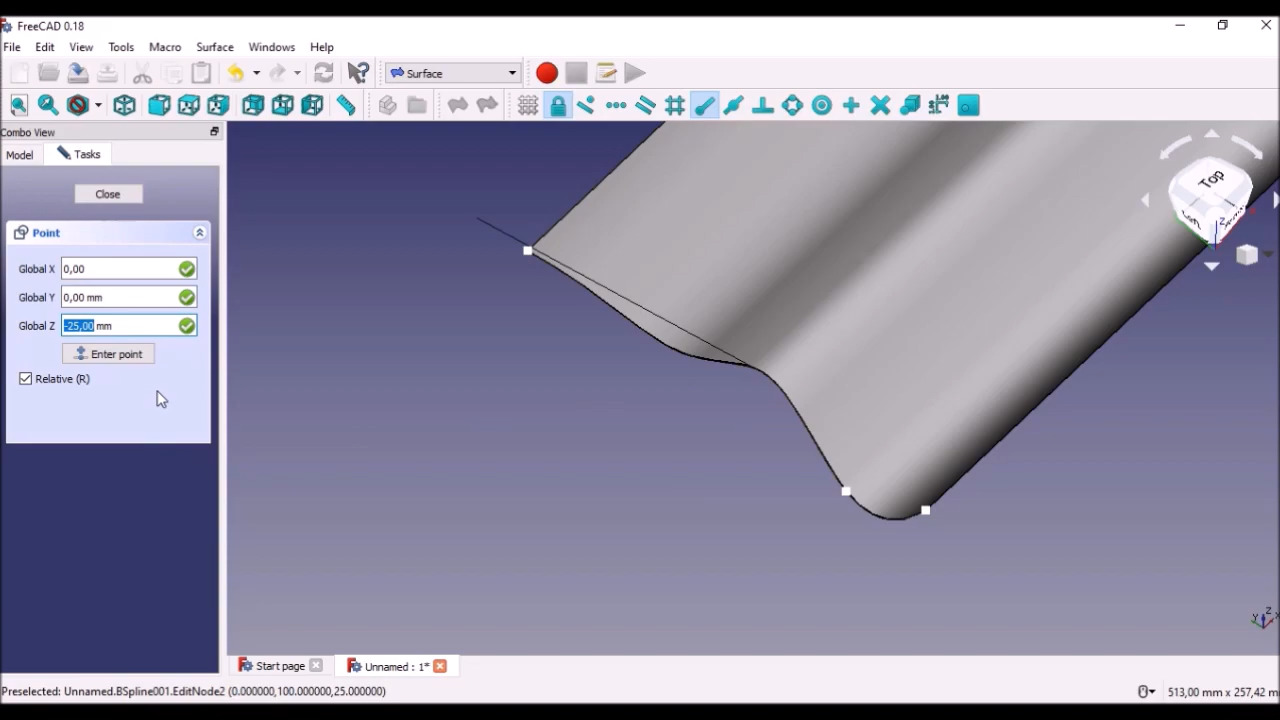 FreeCAD 0.18
File Edit View Tools Macro Surface Windows Help
Surface
Combo View
Model Tasks
Close
Point
Global X 0,00
Global Y 0,00 mm
Global Z -25,00 mm
Enter point
Relative (R)
Top
Left
Z
Z
Y
X
Start page Unnamed : 1*
Preselected: Unnamed.BSpline001.EditNode2 (0.000000,100.000000,25.000000)
513,00 mm x 257,42 m